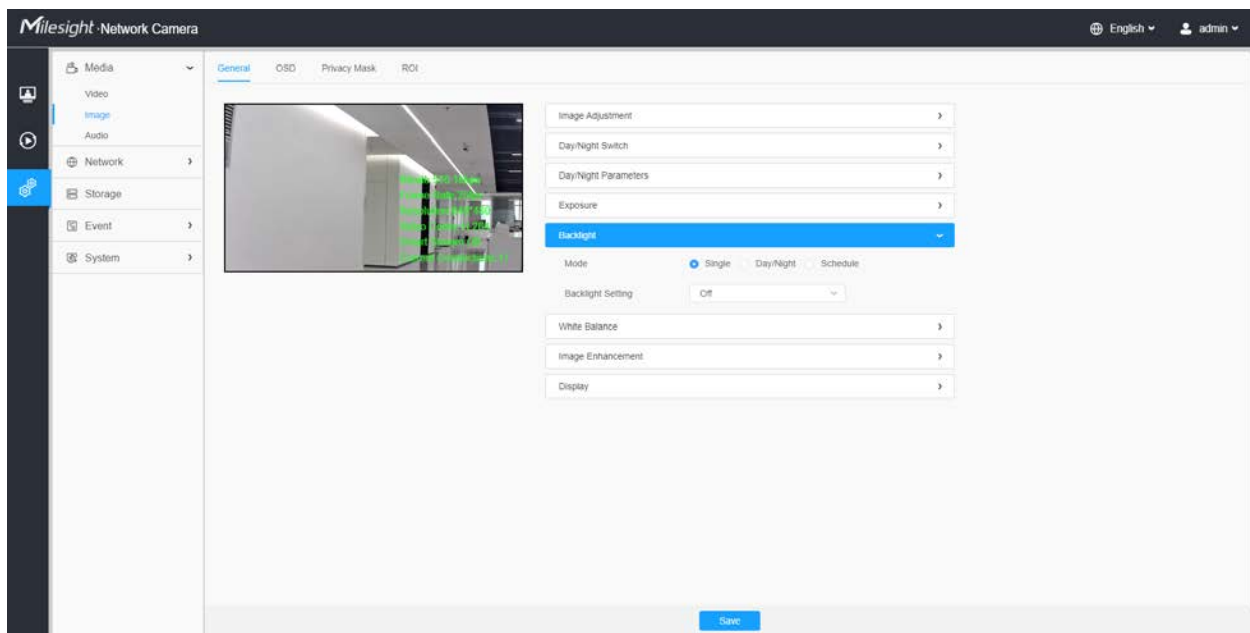 Milesight · Network Camera
English
admin
Media
Video
Image
Audio
Network
Storage
Event
System
General OSD Privacy Mask ROI
Image Adjustment
Day/Night Switch
Day/Night Parameters
Exposure
Backlight
Mode Single Day/Night Schedule
Backlight Setting Off
White Balance
Image Enhancement
Display
Save